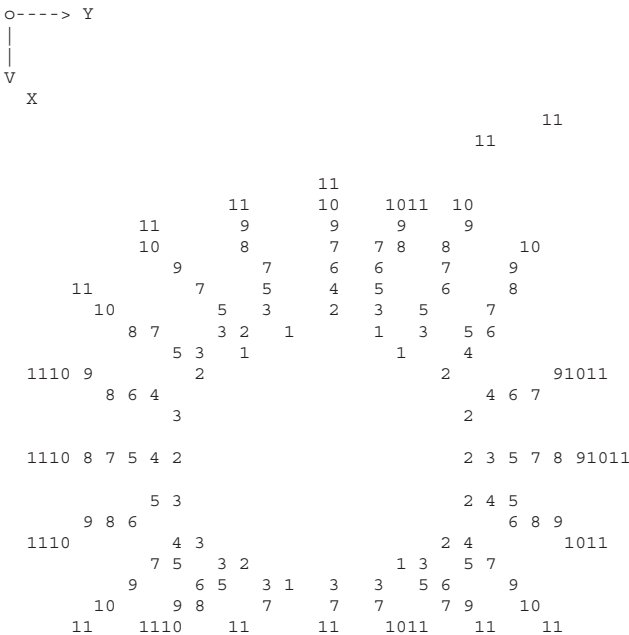 o----> Y
|
|
V
X
11
11
11
11 10 1011 10
11 9 9 9 9
10 8 7 7 8 8 10
9 7 6 6 7 9
11 7 5 4 5 6 8
10 5 3 2 3 5 7
8 7 3 2 1 1 3 5 6
5 3 1 1 4
1110 9 2 2 91011
8 6 4 4 6 7
3 2
1110 8 7 5 4 2 2 3 5 7 8 91011
5 3 2 4 5
9 8 6 6 8 9
1110 4 3 2 4 1011
7 5 3 2 1 3 5 7
9 6 5 3 1 3 3 5 6 9
10 9 8 7 7 7 7 9 10
11 1110 11 11 1011 11 11